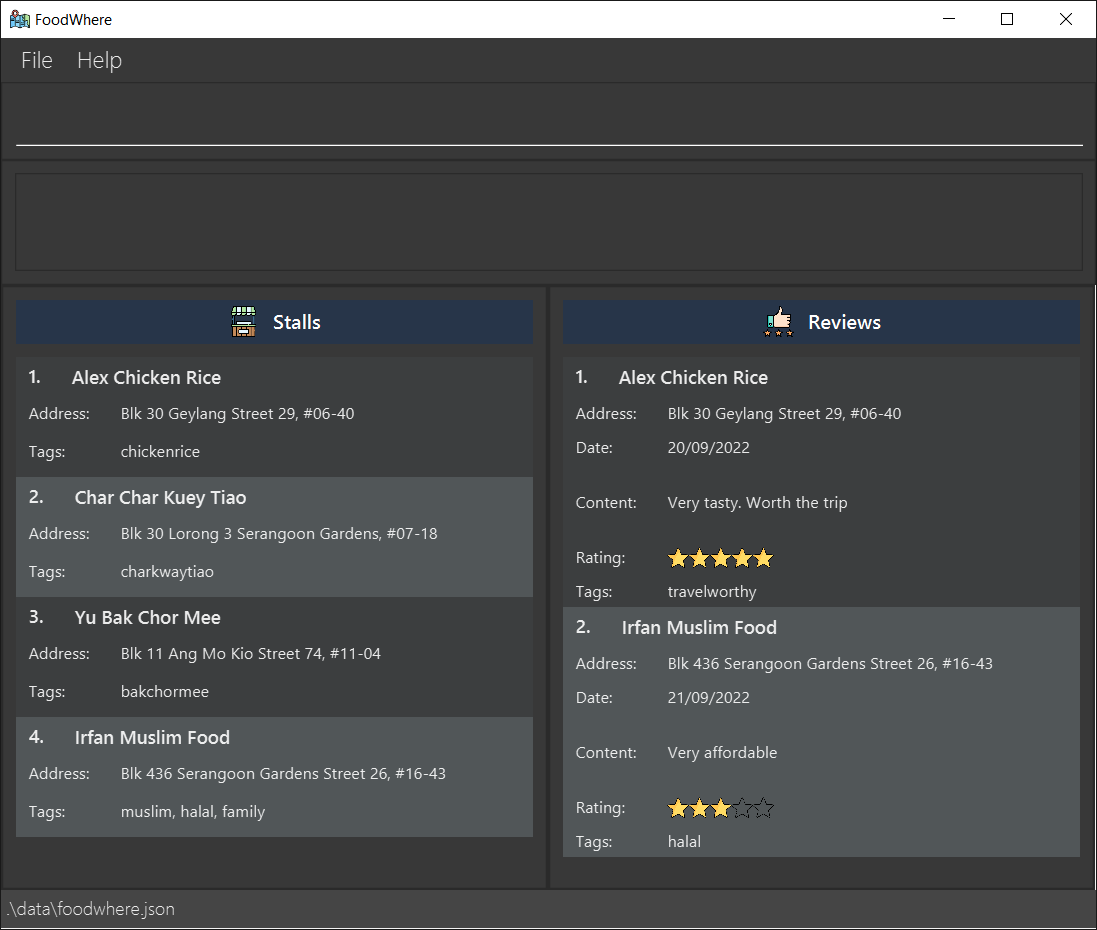 FoodWhere
File Help
Stalls
1. Alex Chicken Rice
Address: Blk 30 Geylang Street 29, #06-40
Tags: chickenrice
2. Char Char Kuey Tiao
Address: Blk 30 Lorong 3 Serangoon Gardens, #07-18
Tags: charkwaytiao
3. Yu Bak Chor Mee
Address: Blk 11 Ang Mo Kio Street 74, #11-04
Tags: bakchormee
4. Irfan Muslim Food
Address: Blk 436 Serangoon Gardens Street 26, #16-43
Tags: muslim, halal, family
Reviews
1. Alex Chicken Rice
Address: Blk 30 Geylang Street 29, #06-40
Date: 20/09/2022
Content: Very tasty. Worth the trip
Rating:
Tags: travelworthy
2. Irfan Muslim Food
Address: Blk 436 Serangoon Gardens Street 26, #16-43
Date: 21/09/2022
Content: Very affordable
Rating:
Tags: halal
.\data\foodwhere.json